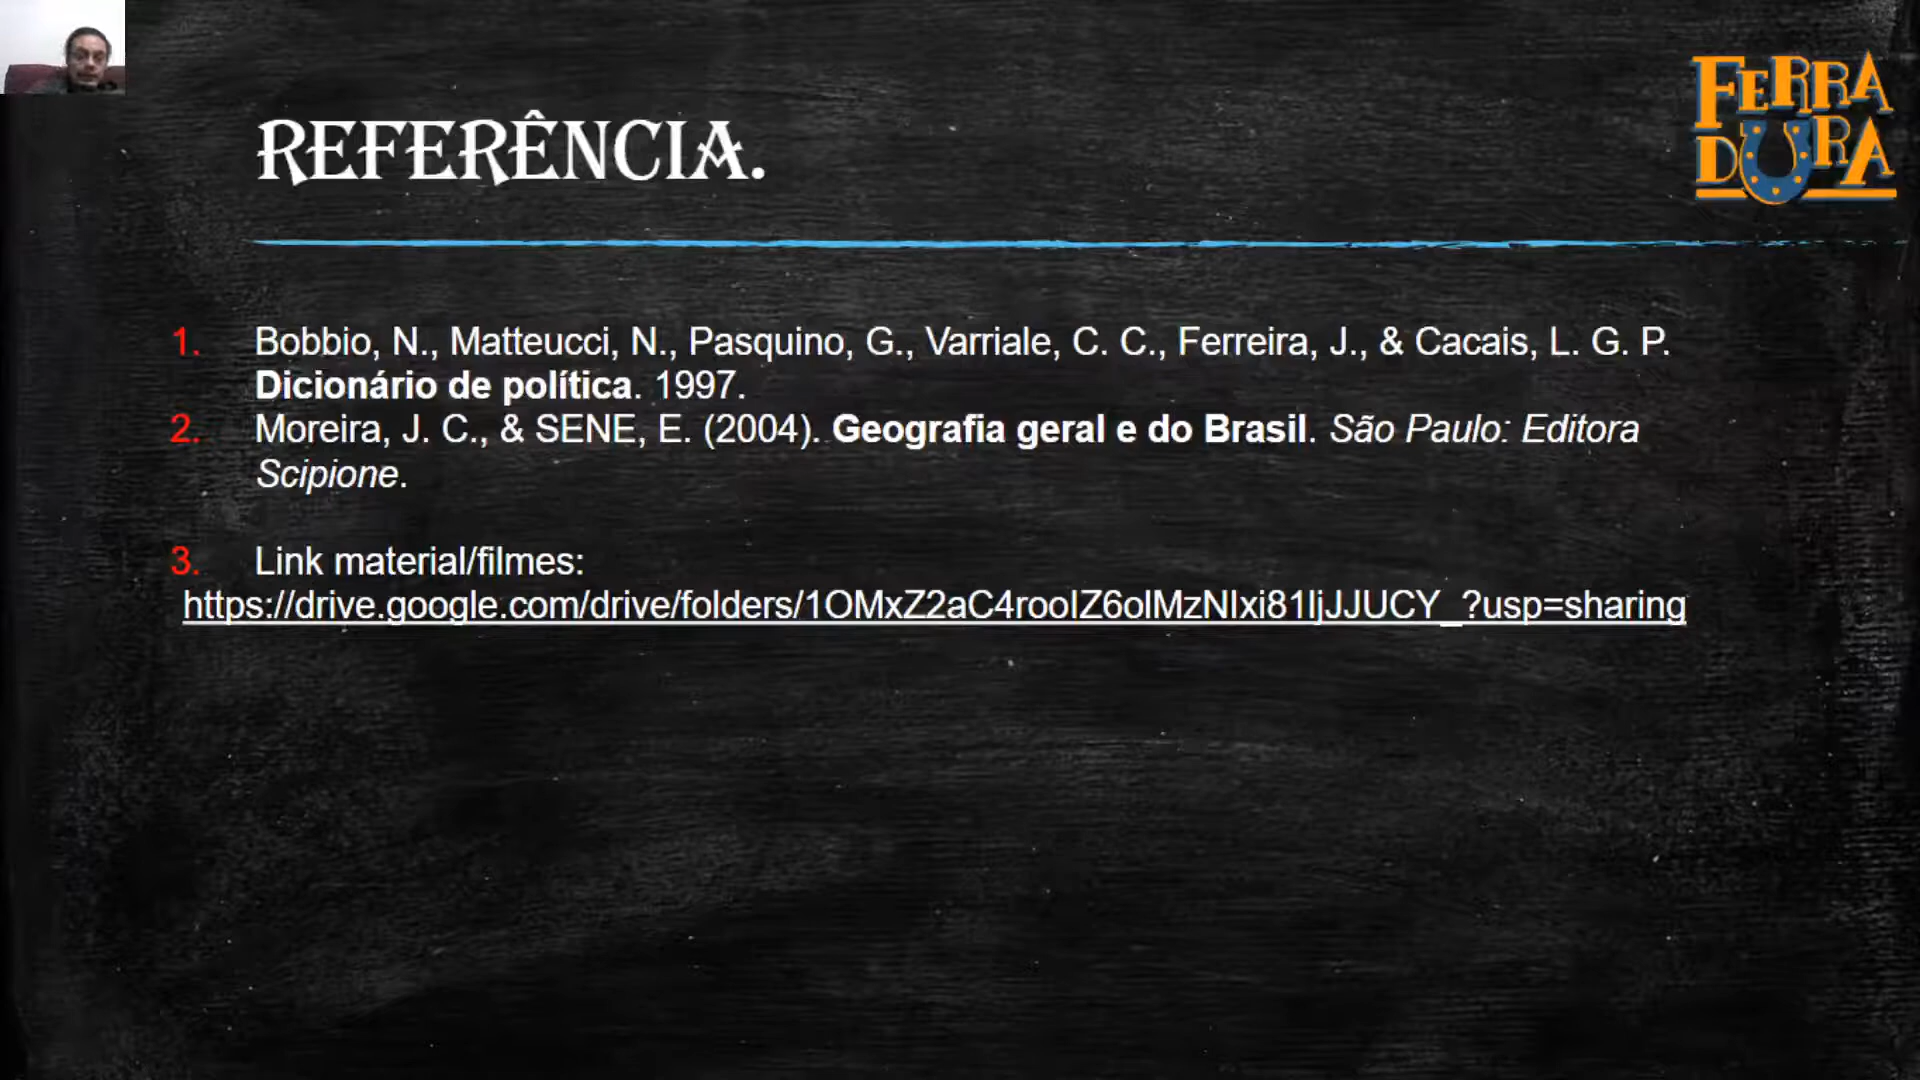 FERRA
DURA
REFERÊNCIA.
1. Bobbio, N., Matteucci, N., Pasquino, G., Varriale, C. C., Ferreira, J., & Cacais, L. G. P.
Dicionário de política. 1997.
2. Moreira, J. C., & SENE, E. (2004). Geografia geral e do Brasil. São Paulo: Editora
Scipione.
3. Link material/filmes:
https://drive.google.com/drive/folders/1OMxZ2aC4rooIZ6olMzNIxi81ljJJUCY_?usp=sharing